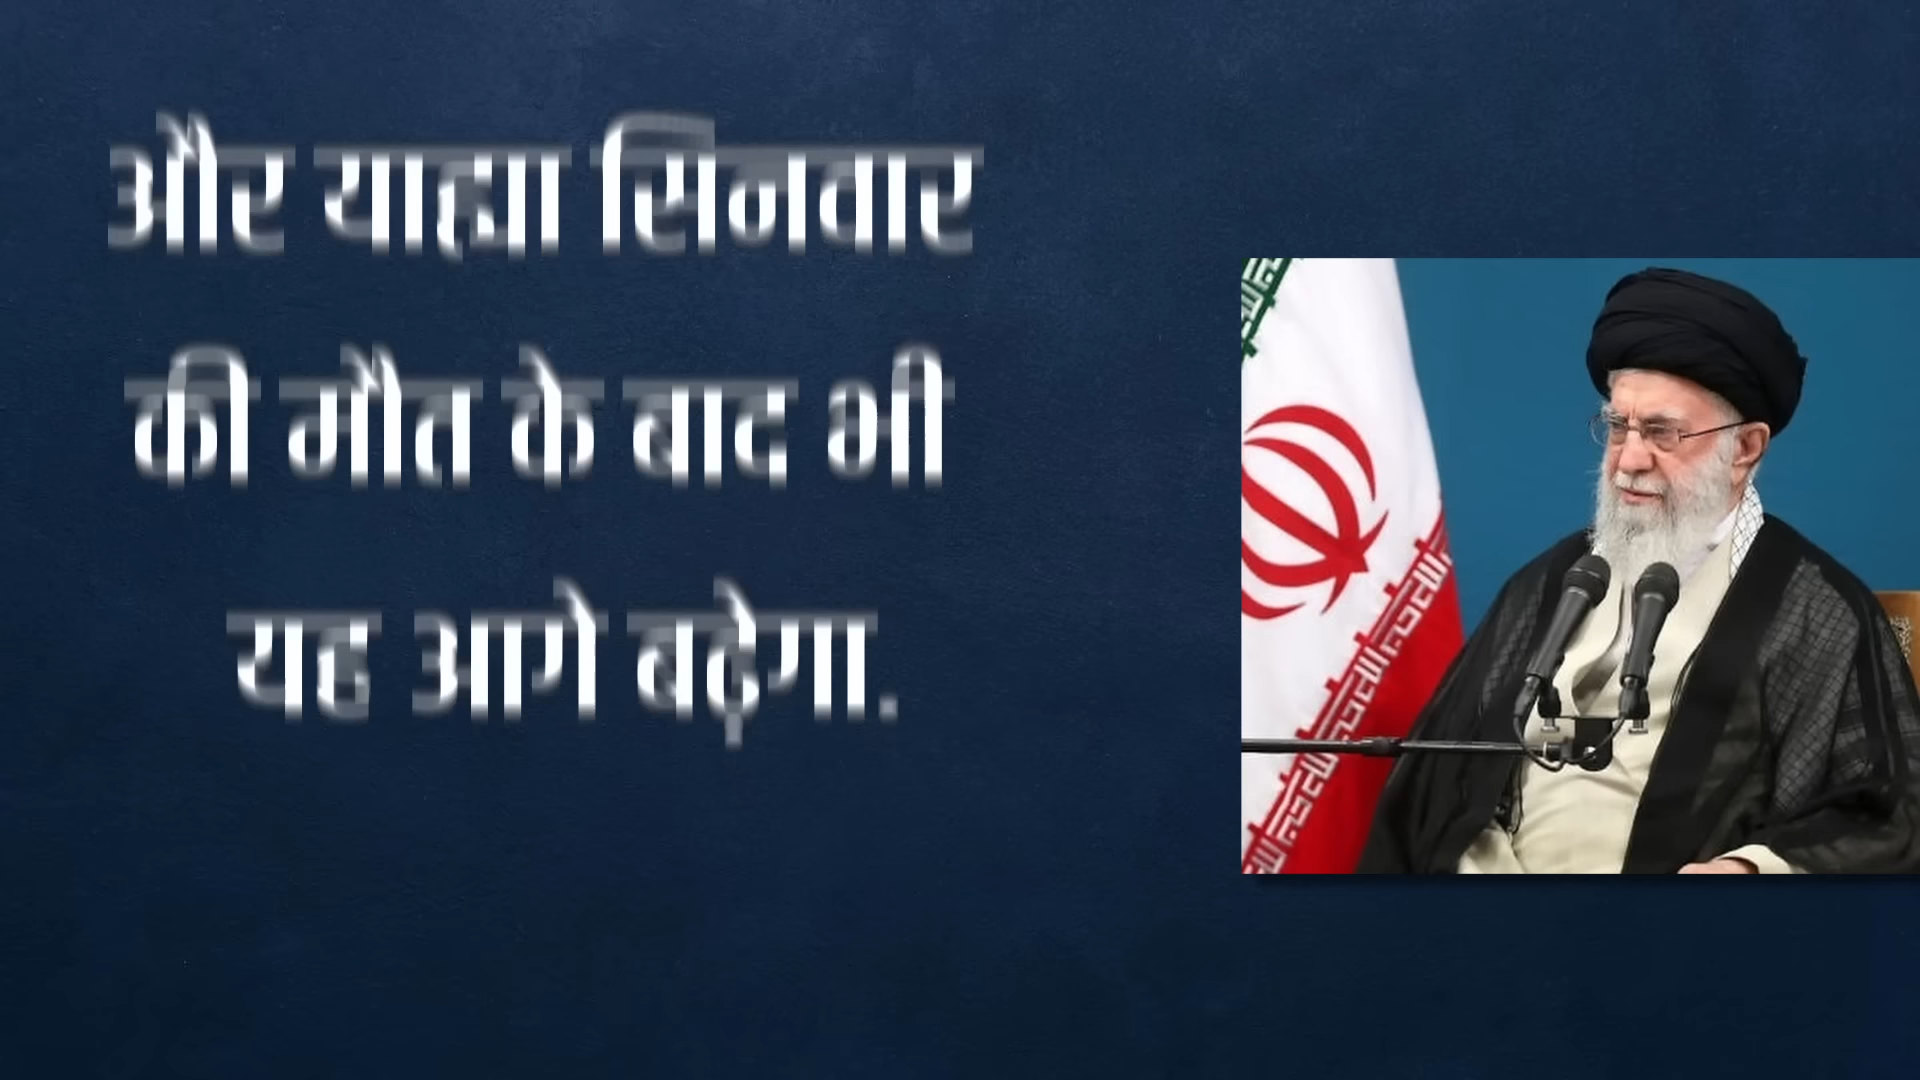 और याह्या सिनवार
की मौत के बाद भी
यह आगे बढ़ेगा.